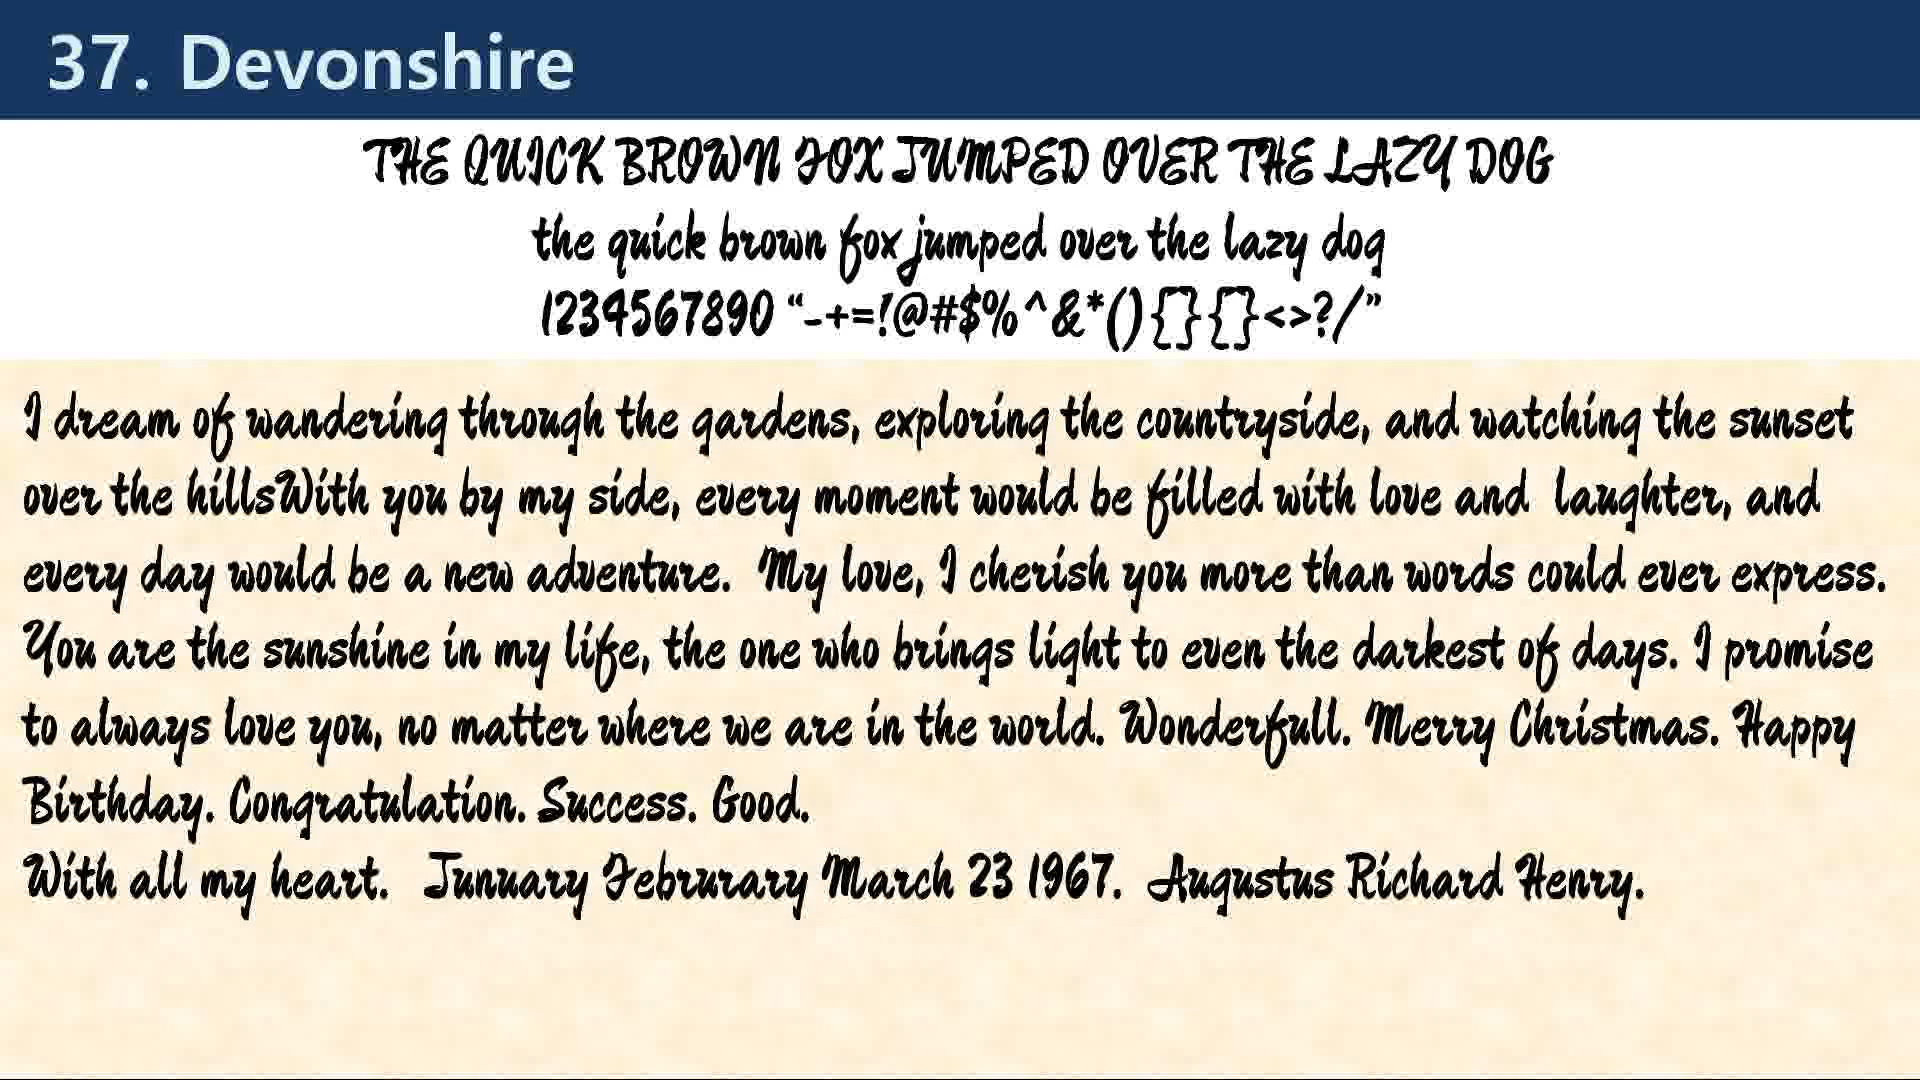 37. Devonshire
THE QUICK BROWN FOX JUMPED OVER THE LAZY DOG
the quick brown fox jumped over the lazy dog
1234567890 “-+=!@#$%^&*(){}{}<>?/”
I dream of wandering through the gardens, exploring the countryside, and watching the sunset
over the hillsWith you by my side, every moment would be filled with love and  laughter, and
every day would be a new adventure.  My love, I cherish you more than words could ever express.
You are the sunshine in my life, the one who brings light to even the darkest of days. I promise
to always love you, no matter where we are in the world. Wonderfull. Merry Christmas. Happy
Birthday. Congratulation. Success. Good.
With all my heart.   Junuary Februrary March 23 1967.  Augustus Richard Henry.